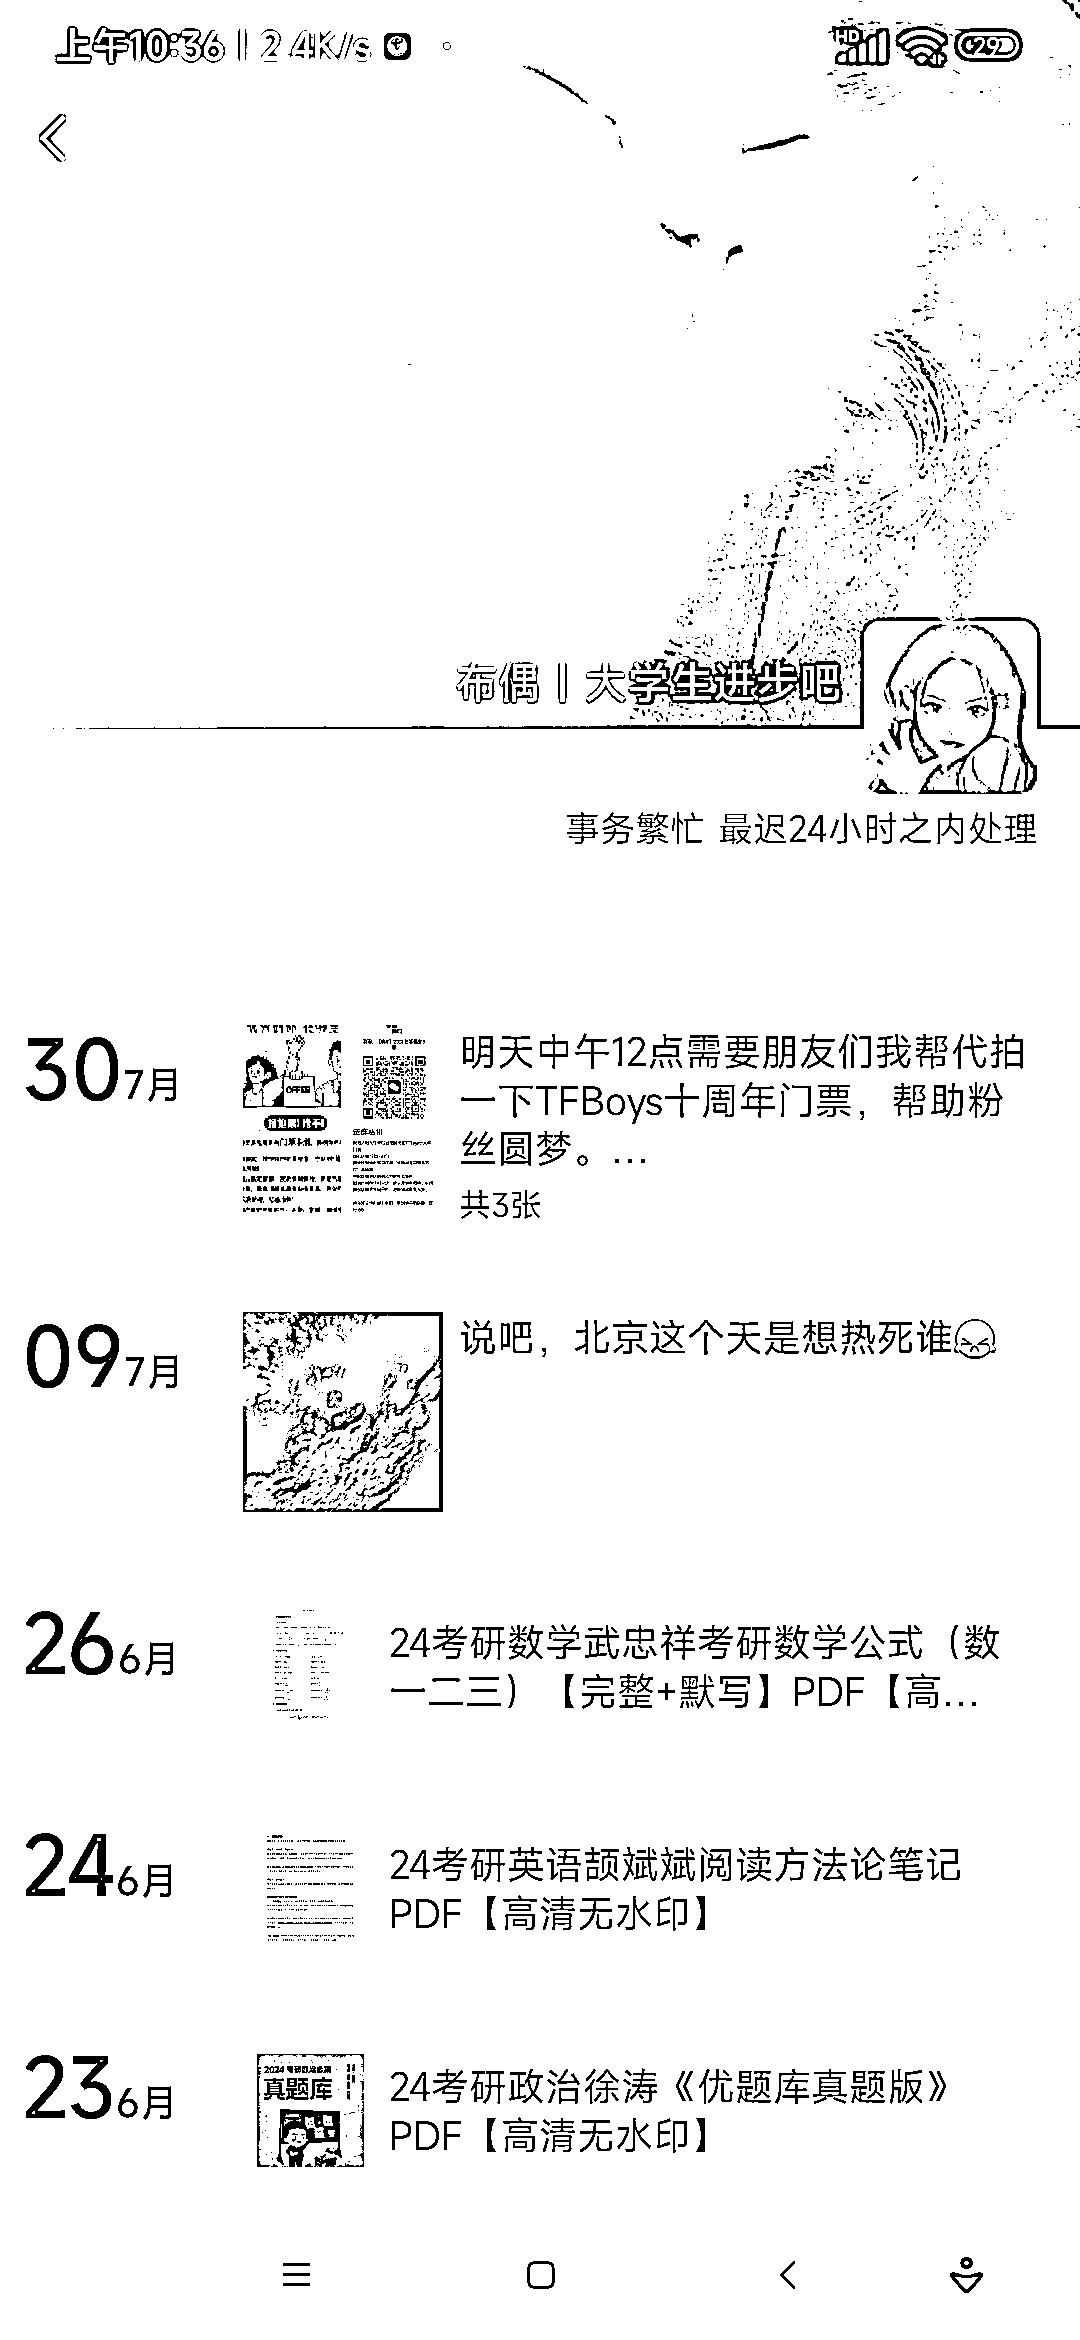 上午10:36 | 2.4K/s
29
布偶丨大学生进步吧
事务繁忙 最迟24小时之内处理
30 7月
明天中午12点需要朋友们我帮代拍
一下TFBoys十周年门票，帮助粉
丝圆梦。...
共3张
09 7月
说吧，北京这个天是想热死谁
26 6月
24考研数学武忠祥考研数学公式（数
一二三）【完整+默写】PDF【高...
24 6月
24考研英语颉斌斌阅读方法论笔记
PDF【高清无水印】
23 6月
真题库
24考研政治徐涛《优题库真题版》
PDF【高清无水印】